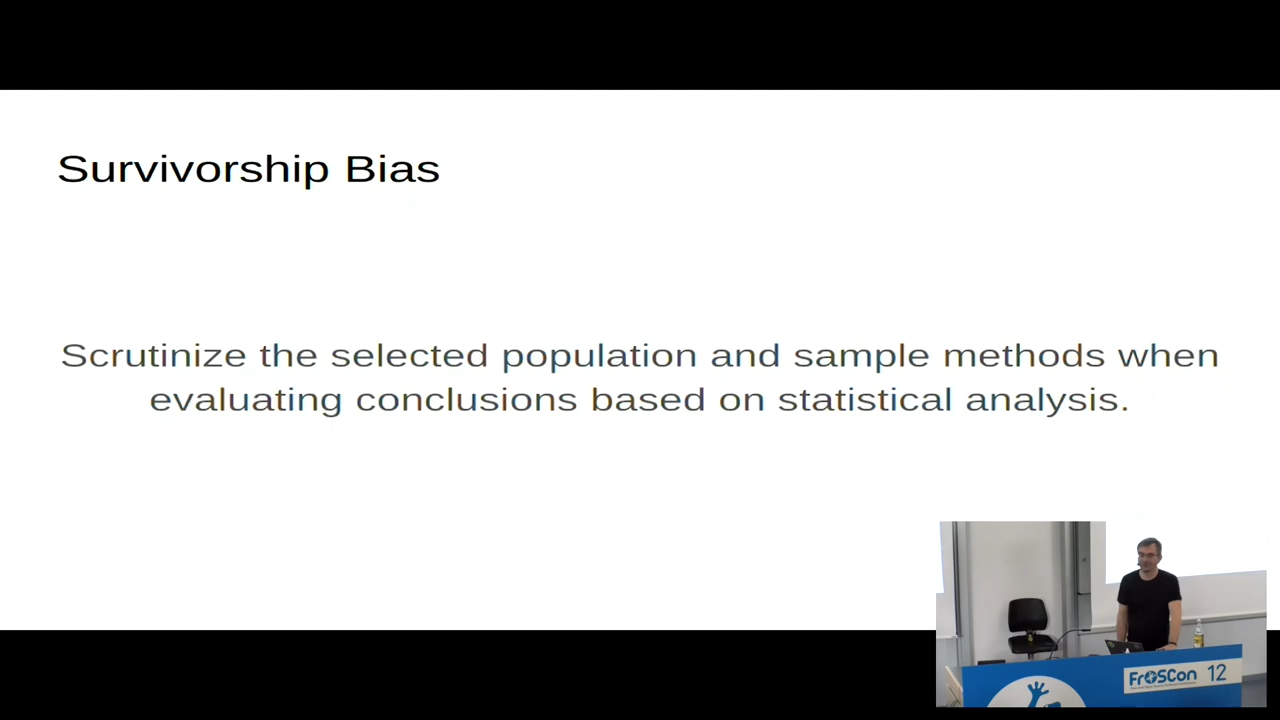 Survivorship Bias
Scrutinize the selected population and sample methods when
evaluating conclusions based on statistical analysis.
FrOSCon 12